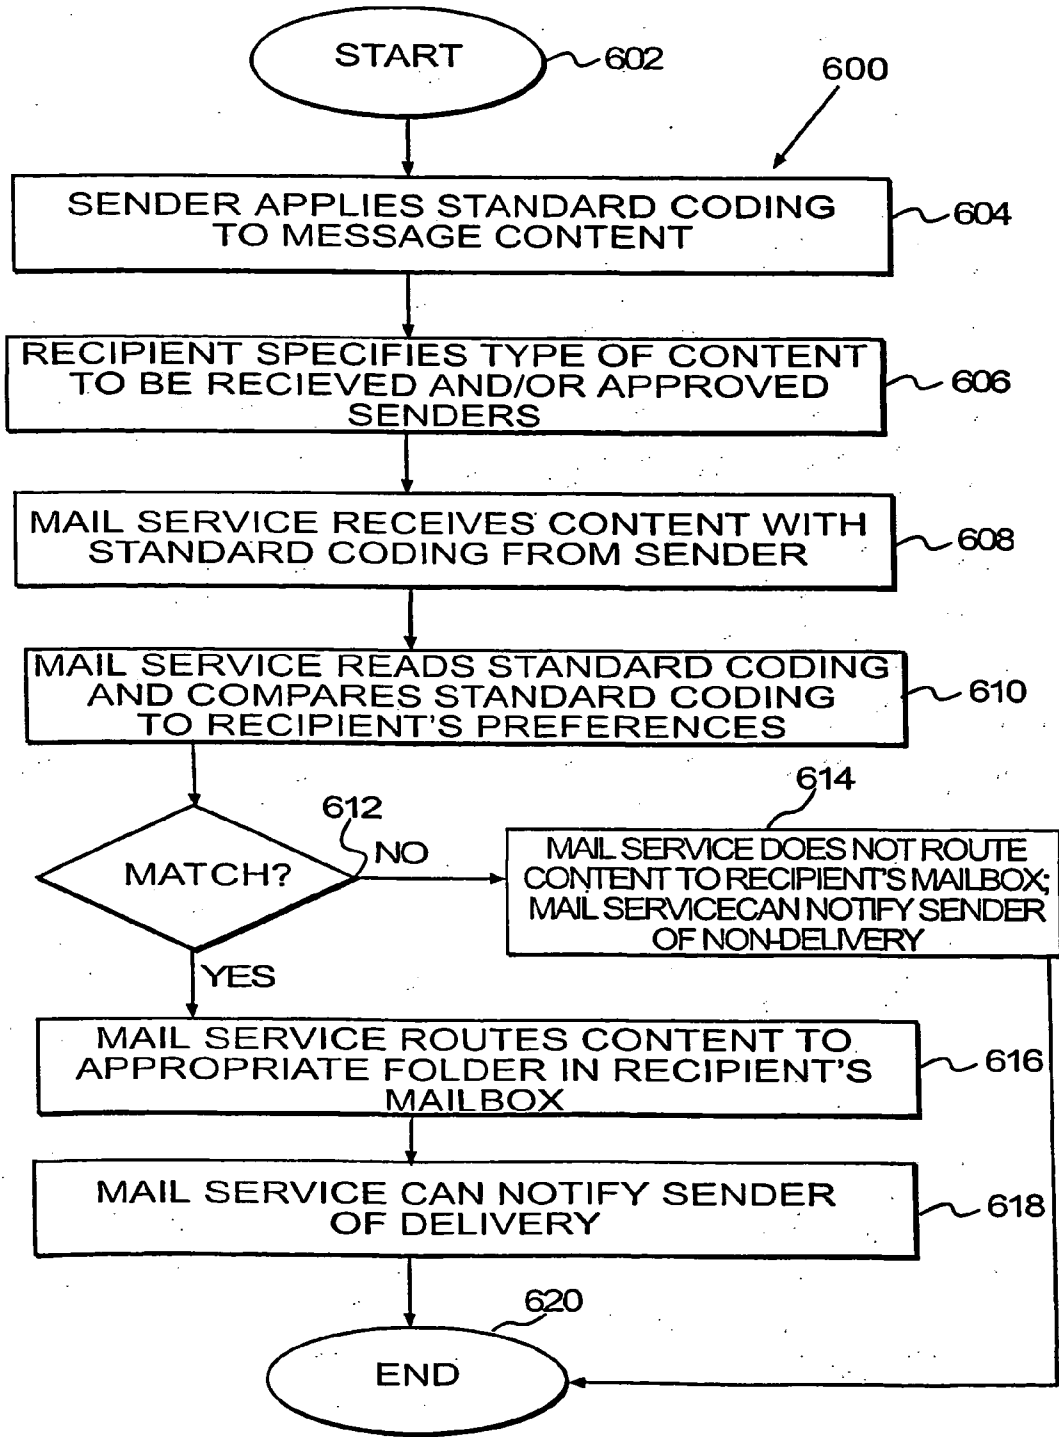 START
602
600
SENDER APPLIES STANDARD CODING
TO MESSAGE CONTENT
604
RECIPIENT SPECIFIES TYPE OF CONTENT
TO BE RECIEVED AND/OR APPROVED
SENDERS
606
MAIL SERVICE RECEIVES CONTENT WITH
STANDARD CODING FROM SENDER
608
MAIL SERVICE READS STANDARD CODING
AND COMPARES STANDARD CODING
TO RECIPIENT'S PREFERENCES
610
612
MATCH?
NO
614
MAIL SERVICE DOES NOT ROUTE
CONTENT TO RECIPIENT'S MAILBOX;
MAIL SERVICE CAN NOTIFY SENDER
OF NON-DELIVERY
YES
MAIL SERVICE ROUTES CONTENT TO
APPROPRIATE FOLDER IN RECIPIENT'S
MAILBOX
616
MAIL SERVICE CAN NOTIFY SENDER
OF DELIVERY
618
620
END